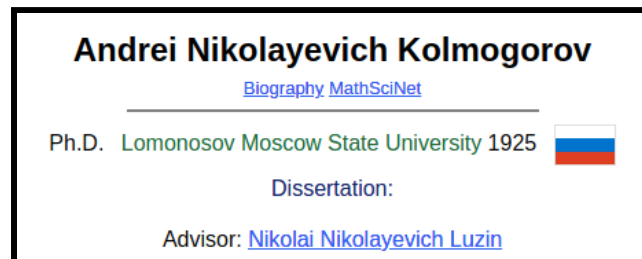 Andrei Nikolayevich Kolmogorov
Biography MathSciNet
Ph.D. Lomonosov Moscow State University 1925
Dissertation:
Advisor: Nikolai Nikolayevich Luzin